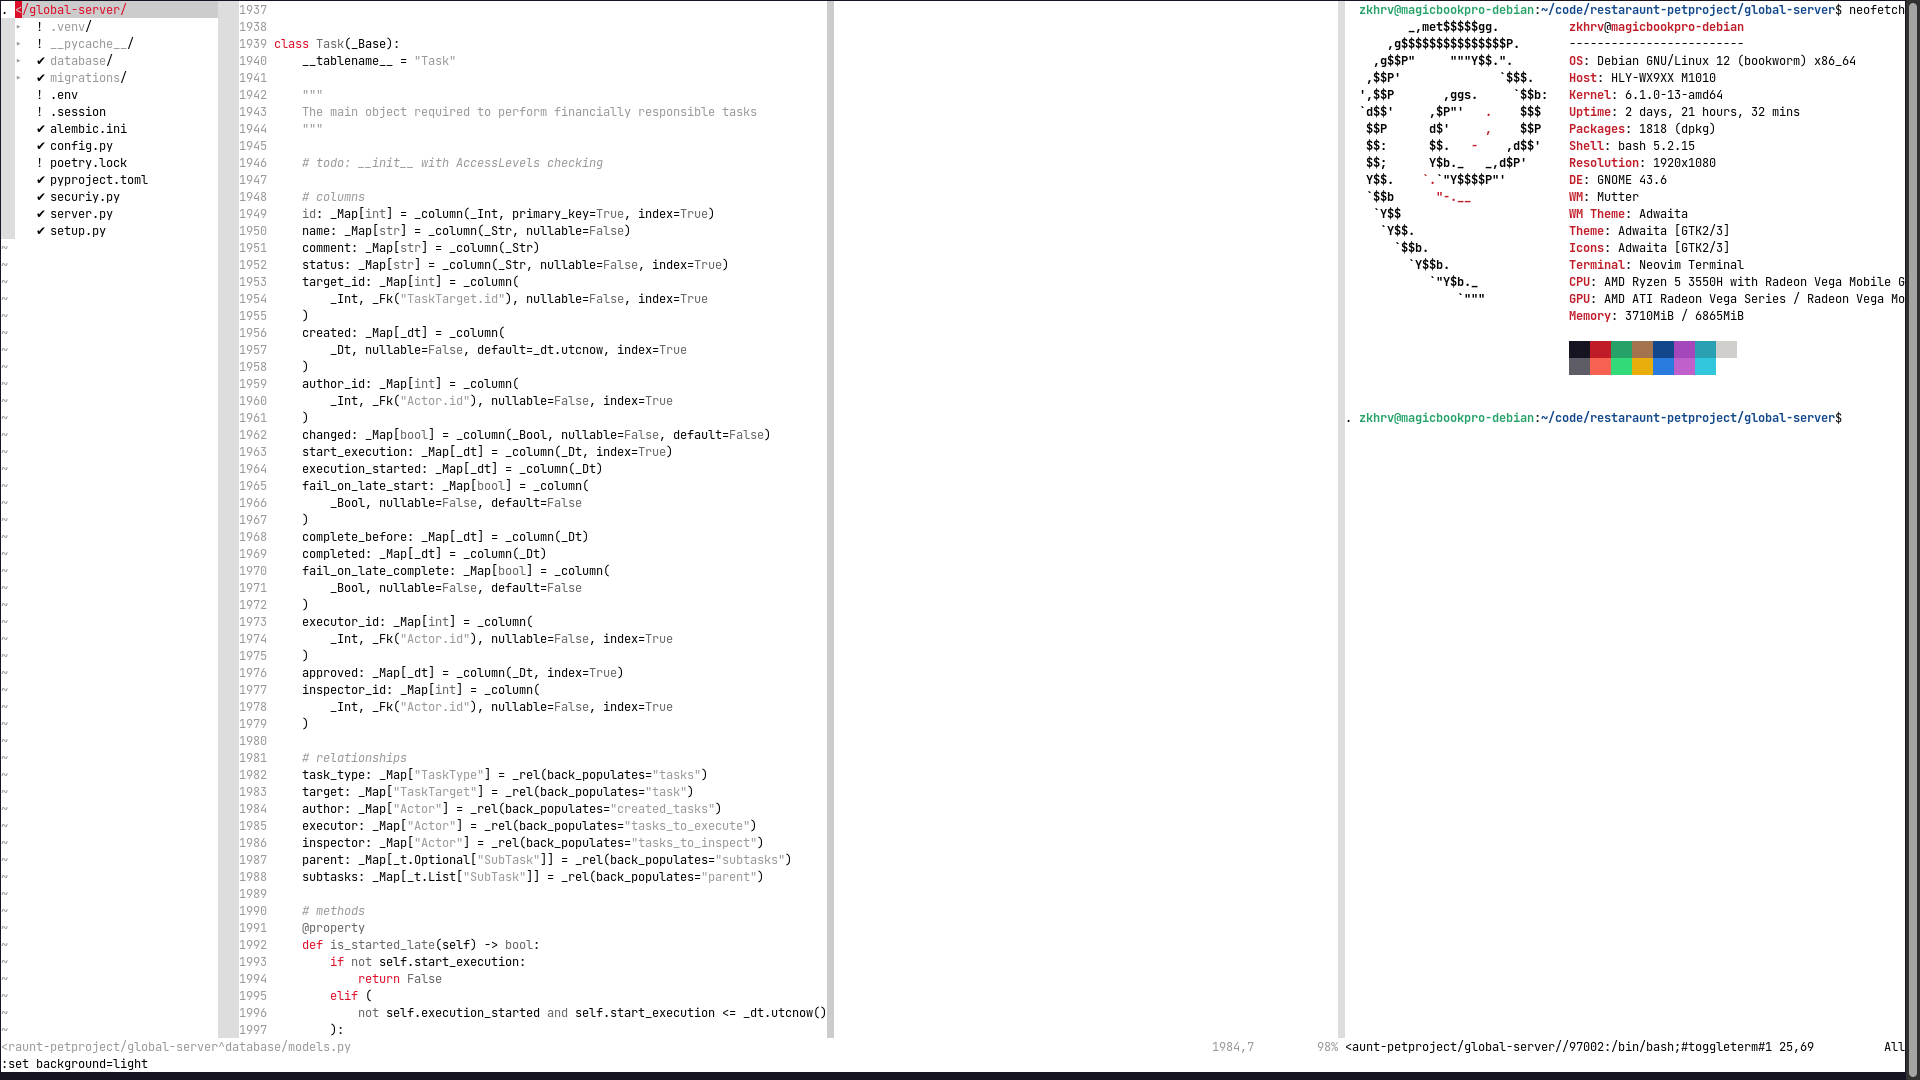 . </global-server/
▸ ! .venv/
▸ ! __pycache__/
▸ ✔ database/
▸ ✔ migrations/
! .env
! .session
✔ alembic.ini
✔ config.py
! poetry.lock
✔ pyproject.toml
✔ securiy.py
✔ server.py
✔ setup.py
1937
1938
1939 class Task(_Base):
1940     __tablename__ = "Task"
1941
1942     """
1943     The main object required to perform financially responsible tasks
1944     """
1945
1946     # todo: __init__ with AccessLevels checking
1947
1948     # columns
1949     id: _Map[int] = _column(_Int, primary_key=True, index=True)
1950     name: _Map[str] = _column(_Str, nullable=False)
1951     comment: _Map[str] = _column(_Str)
1952     status: _Map[str] = _column(_Str, nullable=False, index=True)
1953     target_id: _Map[int] = _column(
1954         _Int, _Fk("TaskTarget.id"), nullable=False, index=True
1955     )
1956     created: _Map[_dt] = _column(
1957         _Dt, nullable=False, default=_dt.utcnow, index=True
1958     )
1959     author_id: _Map[int] = _column(
1960         _Int, _Fk("Actor.id"), nullable=False, index=True
1961     )
1962     changed: _Map[bool] = _column(_Bool, nullable=False, default=False)
1963     start_execution: _Map[_dt] = _column(_Dt, index=True)
1964     execution_started: _Map[_dt] = _column(_Dt)
1965     fail_on_late_start: _Map[bool] = _column(
1966         _Bool, nullable=False, default=False
1967     )
1968     complete_before: _Map[_dt] = _column(_Dt)
1969     completed: _Map[_dt] = _column(_Dt)
1970     fail_on_late_complete: _Map[bool] = _column(
1971         _Bool, nullable=False, default=False
1972     )
1973     executor_id: _Map[int] = _column(
1974         _Int, _Fk("Actor.id"), nullable=False, index=True
1975     )
1976     approved: _Map[_dt] = _column(_Dt, index=True)
1977     inspector_id: _Map[int] = _column(
1978         _Int, _Fk("Actor.id"), nullable=False, index=True
1979     )
1980
1981     # relationships
1982     task_type: _Map["TaskType"] = _rel(back_populates="tasks")
1983     target: _Map["TaskTarget"] = _rel(back_populates="task")
1984     author: _Map["Actor"] = _rel(back_populates="created_tasks")
1985     executor: _Map["Actor"] = _rel(back_populates="tasks_to_execute")
1986     inspector: _Map["Actor"] = _rel(back_populates="tasks_to_inspect")
1987     parent: _Map[_t.Optional["SubTask"]] = _rel(back_populates="subtasks")
1988     subtasks: _Map[_t.List["SubTask"]] = _rel(back_populates="parent")
1989
1990     # methods
1991     @property
1992     def is_started_late(self) -> bool:
1993         if not self.start_execution:
1994             return False
1995         elif (
1996             not self.execution_started and self.start_execution <= _dt.utcnow()
1997         ):
zkhrv@magicbookpro-debian:~/code/restaraunt-petproject/global-server$ neofetch
       _,met$$$$$gg.          zkhrv@magicbookpro-debian
    ,g$$$$$$$$$$$$$$$P.       -------------------------
  ,g$$P"     """Y$$.".        OS: Debian GNU/Linux 12 (bookworm) x86_64
 ,$$P'              `$$$.     Host: HLY-WX9XX M1010
',$$P       ,ggs.     `$$b:   Kernel: 6.1.0-13-amd64
`d$$'     ,$P"'   .    $$$    Uptime: 2 days, 21 hours, 32 mins
 $$P      d$'     ,    $$P    Packages: 1818 (dpkg)
 $$:      $$.   -    ,d$$'    Shell: bash 5.2.15
 $$;      Y$b._   _,d$P'      Resolution: 1920x1080
 Y$$.    `.`"Y$$$$P"'         DE: GNOME 43.6
 `$$b      "-.__              WM: Mutter
  `Y$$                        WM Theme: Adwaita
   `Y$$.                      Theme: Adwaita [GTK2/3]
     `$$b.                    Icons: Adwaita [GTK2/3]
       `Y$$b.                 Terminal: Neovim Terminal
          `"Y$b._             CPU: AMD Ryzen 5 3550H with Radeon Vega Mobile G
              `"""            GPU: AMD ATI Radeon Vega Series / Radeon Vega Mo
Memory: 3710MiB / 6865MiB
. zkhrv@magicbookpro-debian:~/code/restaraunt-petproject/global-server$
<raunt-petproject/global-server^database/models.py 1984,7 98% <aunt-petproject/global-server//97002:/bin/bash;#toggleterm#1 25,69 All
:set background=light